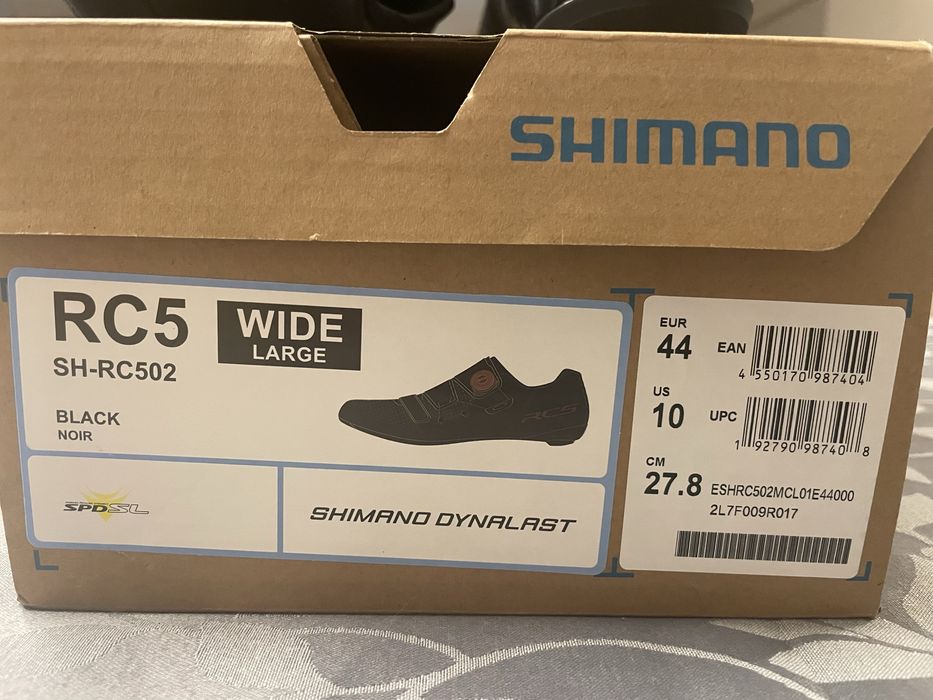 SHIMANO
RC5
WIDE
LARGE
SH-RC502
BLACK
NOIR
RC5
SPD-SL
SHIMANO DYNALAST
EUR
44
EAN
4 550170 987404
US
10
UPC
1 92790 98740 8
CM
27.8
ESHRC502MCL01E44000
2L7F009R017